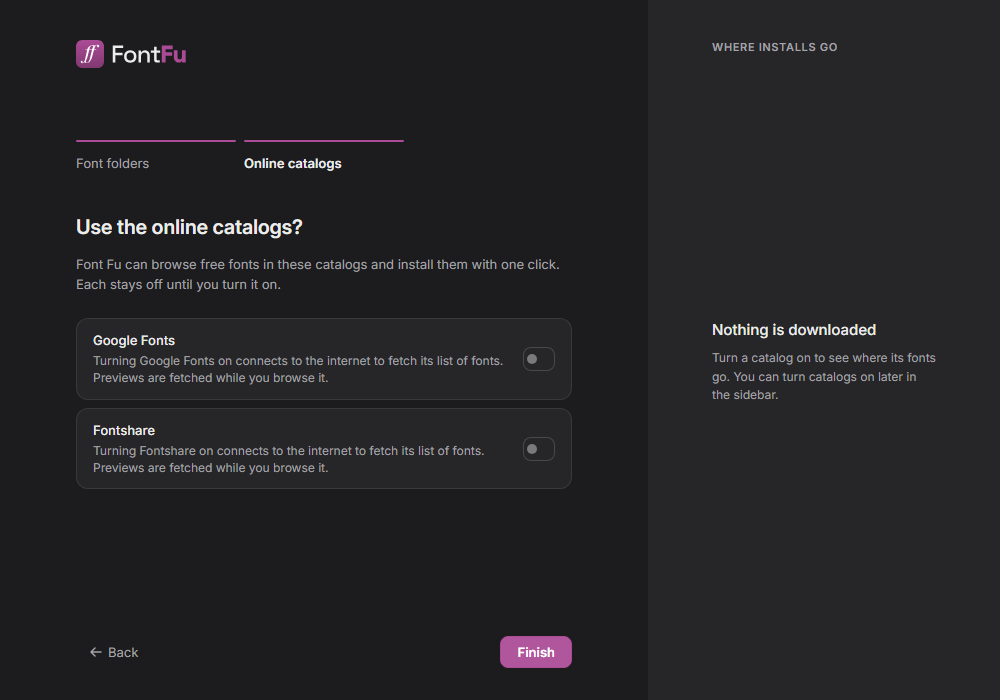 ff FontFu
Font folders
Online catalogs
Use the online catalogs?
Font Fu can browse free fonts in these catalogs and install them with one click.
Each stays off until you turn it on.
Google Fonts
Turning Google Fonts on connects to the internet to fetch its list of fonts.
Previews are fetched while you browse it.
Fontshare
Turning Fontshare on connects to the internet to fetch its list of fonts.
Previews are fetched while you browse it.
← Back
Finish
WHERE INSTALLS GO
Nothing is downloaded
Turn a catalog on to see where its fonts
go. You can turn catalogs on later in
the sidebar.